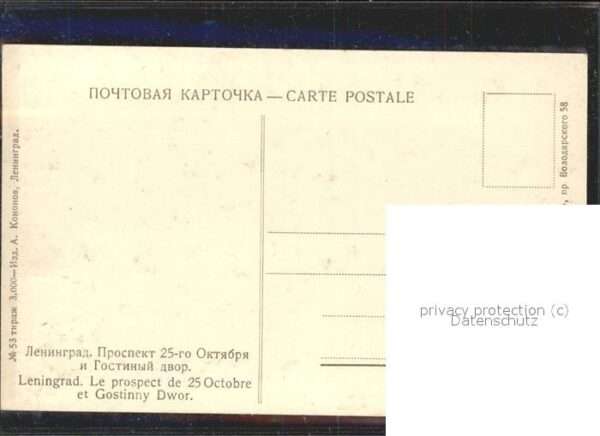 ПОЧТОВАЯ КАРТОЧКА — CARTE POSTALE
№ 53 тираж 3,000—Изд. А. Кононов, Ленинград.
Ленинград. Проспект 25-го Октября
и Гостиный двор.
Leningrad. Le prospect de 25 Octobre
et Gostinny Dwor.
пр. Володарского 58
privacy protection (c)
Datenschutz